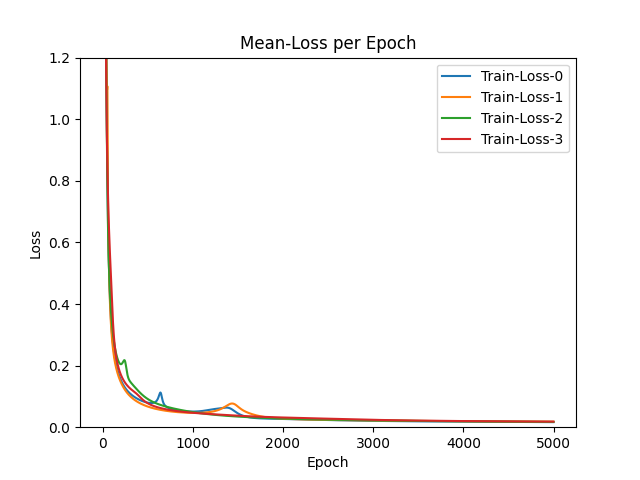 Mean-Loss per Epoch
1.2
1.0
0.8
0.6
0.4
0.2
0.0
Loss
Train-Loss-0
Train-Loss-1
Train-Loss-2
Train-Loss-3
0 1000 2000 3000 4000 5000
Epoch